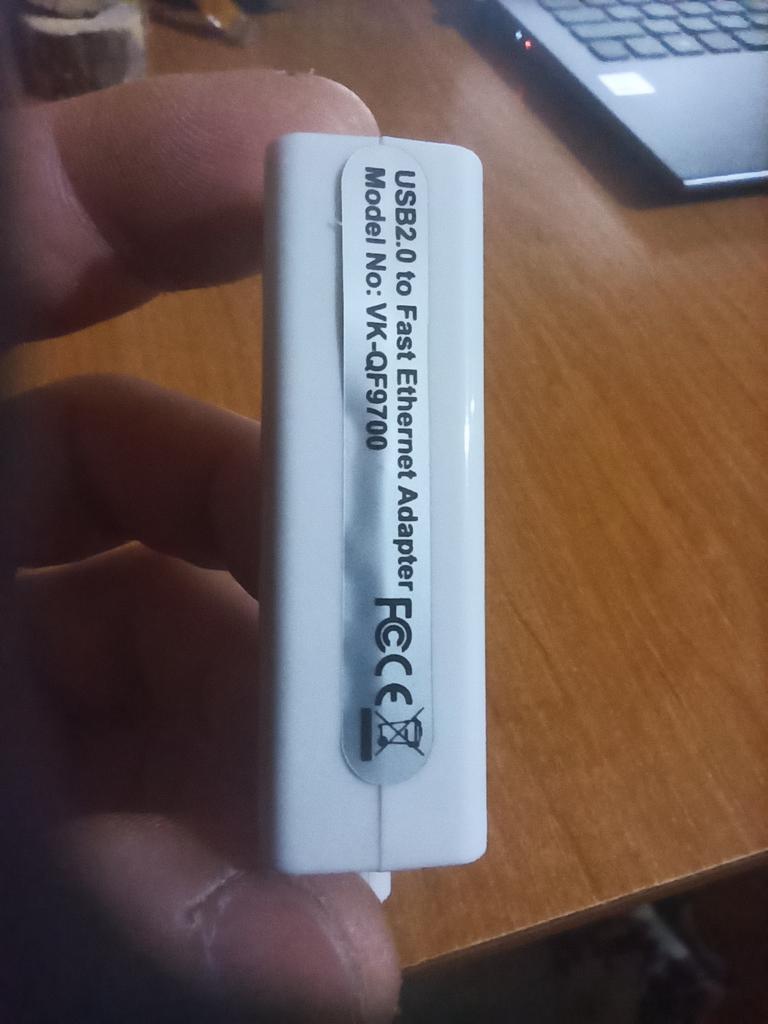 USB2.0 to Fast Ethernet Adapter
Model No: VK-QF9700
FC CE